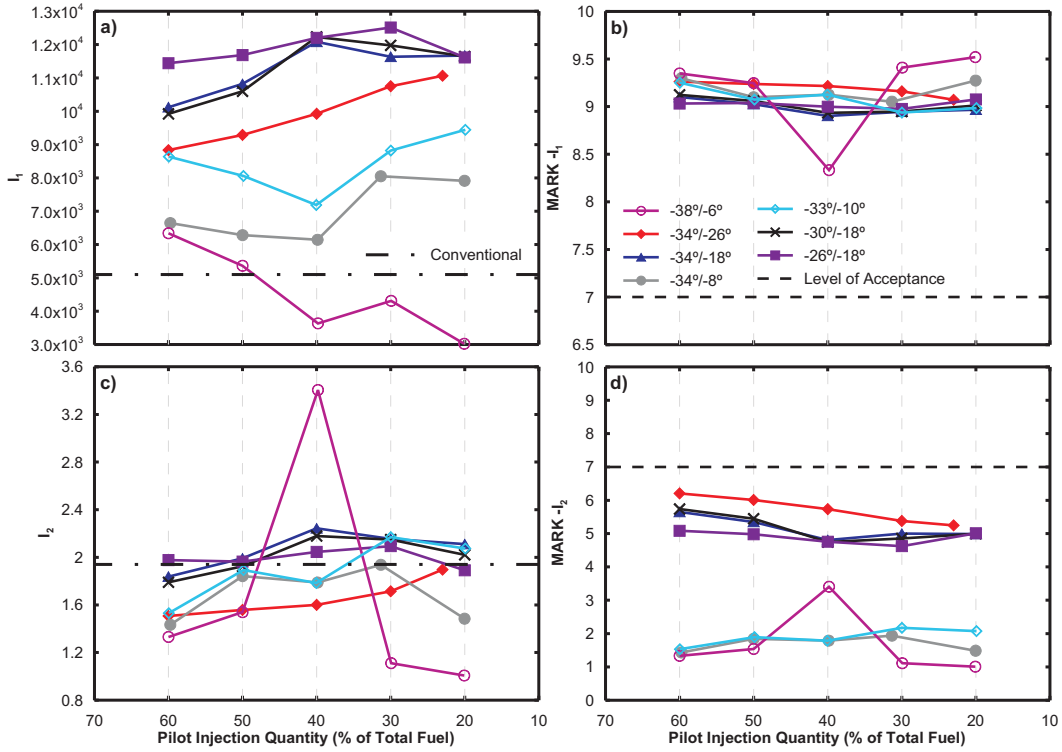 a)
I₁
1.3x10⁴
1.2x10⁴
1.1x10⁴
10x10³
9.0x10³
8.0x10³
7.0x10³
6.0x10³
5.0x10³
4.0x10³
3.0x10³
Conventional
b)
MARK -I₁
10
9.5
9
8.5
8
7.5
7
6.5
-38º/-6º
-34º/-26º
-34º/-18º
-34º/-8º
-33º/-10º
-30º/-18º
-26º/-18º
Level of Acceptance
c)
I₂
3.6
3.2
2.8
2.4
2
1.6
1.2
0.8
70 60 50 40 30 20 10
Pilot Injection Quantity (% of Total Fuel)
d)
MARK -I₂
10
9
8
7
6
5
4
3
2
1
0
70 60 50 40 30 20 10
Pilot Injection Quantity (% of Total Fuel)